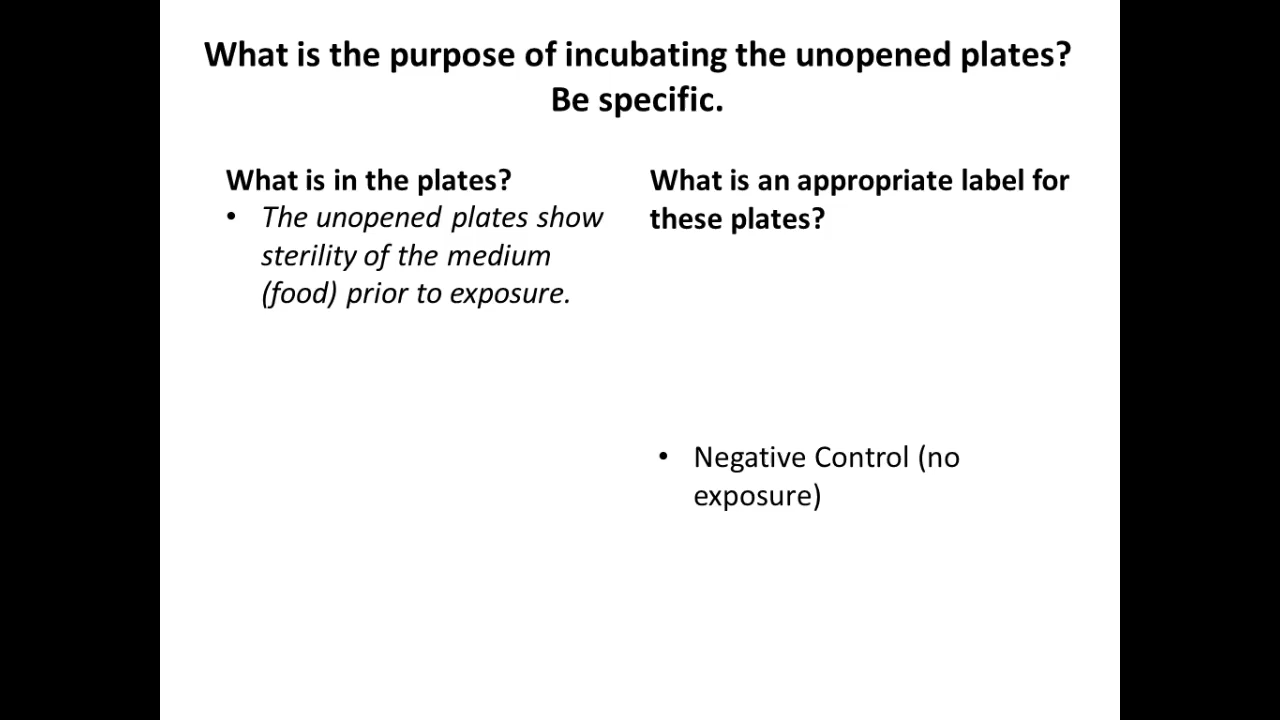 What is the purpose of incubating the unopened plates?
Be specific.
What is in the plates?
• The unopened plates show
sterility of the medium
(food) prior to exposure.
What is an appropriate label for
these plates?
• Negative Control (no
exposure)